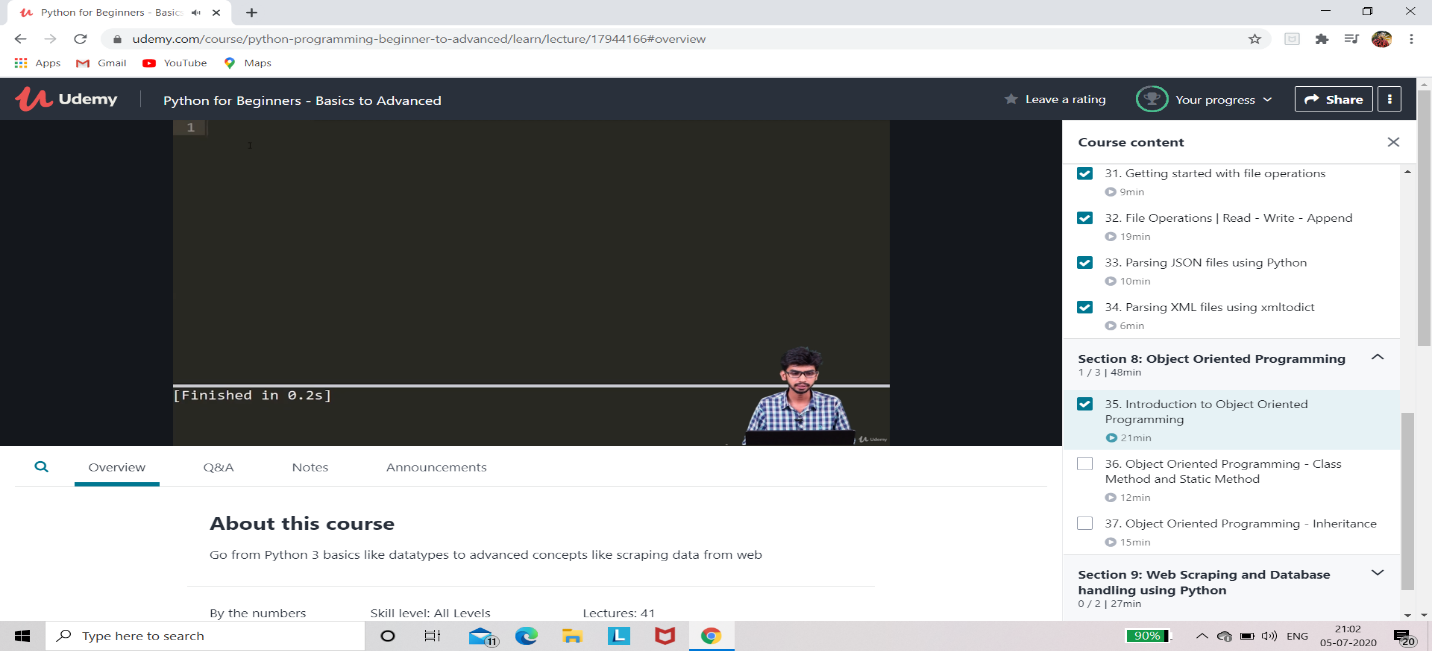 Python for Beginners - Basics
udemy.com/course/python-programming-beginner-to-advanced/learn/lecture/17944166#overview
Apps Gmail YouTube Maps
Udemy Python for Beginners - Basics to Advanced Leave a rating Your progress Share
1
[Finished in 0.2s]
Udemy
Course content
31. Getting started with file operations
9min
32. File Operations | Read - Write - Append
19min
33. Parsing JSON files using Python
10min
34. Parsing XML files using xmltodict
6min
Section 8: Object Oriented Programming
1 / 3 | 48min
35. Introduction to Object Oriented
Programming
21min
36. Object Oriented Programming - Class
Method and Static Method
12min
37. Object Oriented Programming - Inheritance
15min
Section 9: Web Scraping and Database
handling using Python
0 / 2 | 27min
Overview Q&A Notes Announcements
About this course
Go from Python 3 basics like datatypes to advanced concepts like scraping data from web
By the numbers Skill level: All Levels Lectures: 41
Type here to search
11
L
90%
ENG
21:02
05-07-2020
20